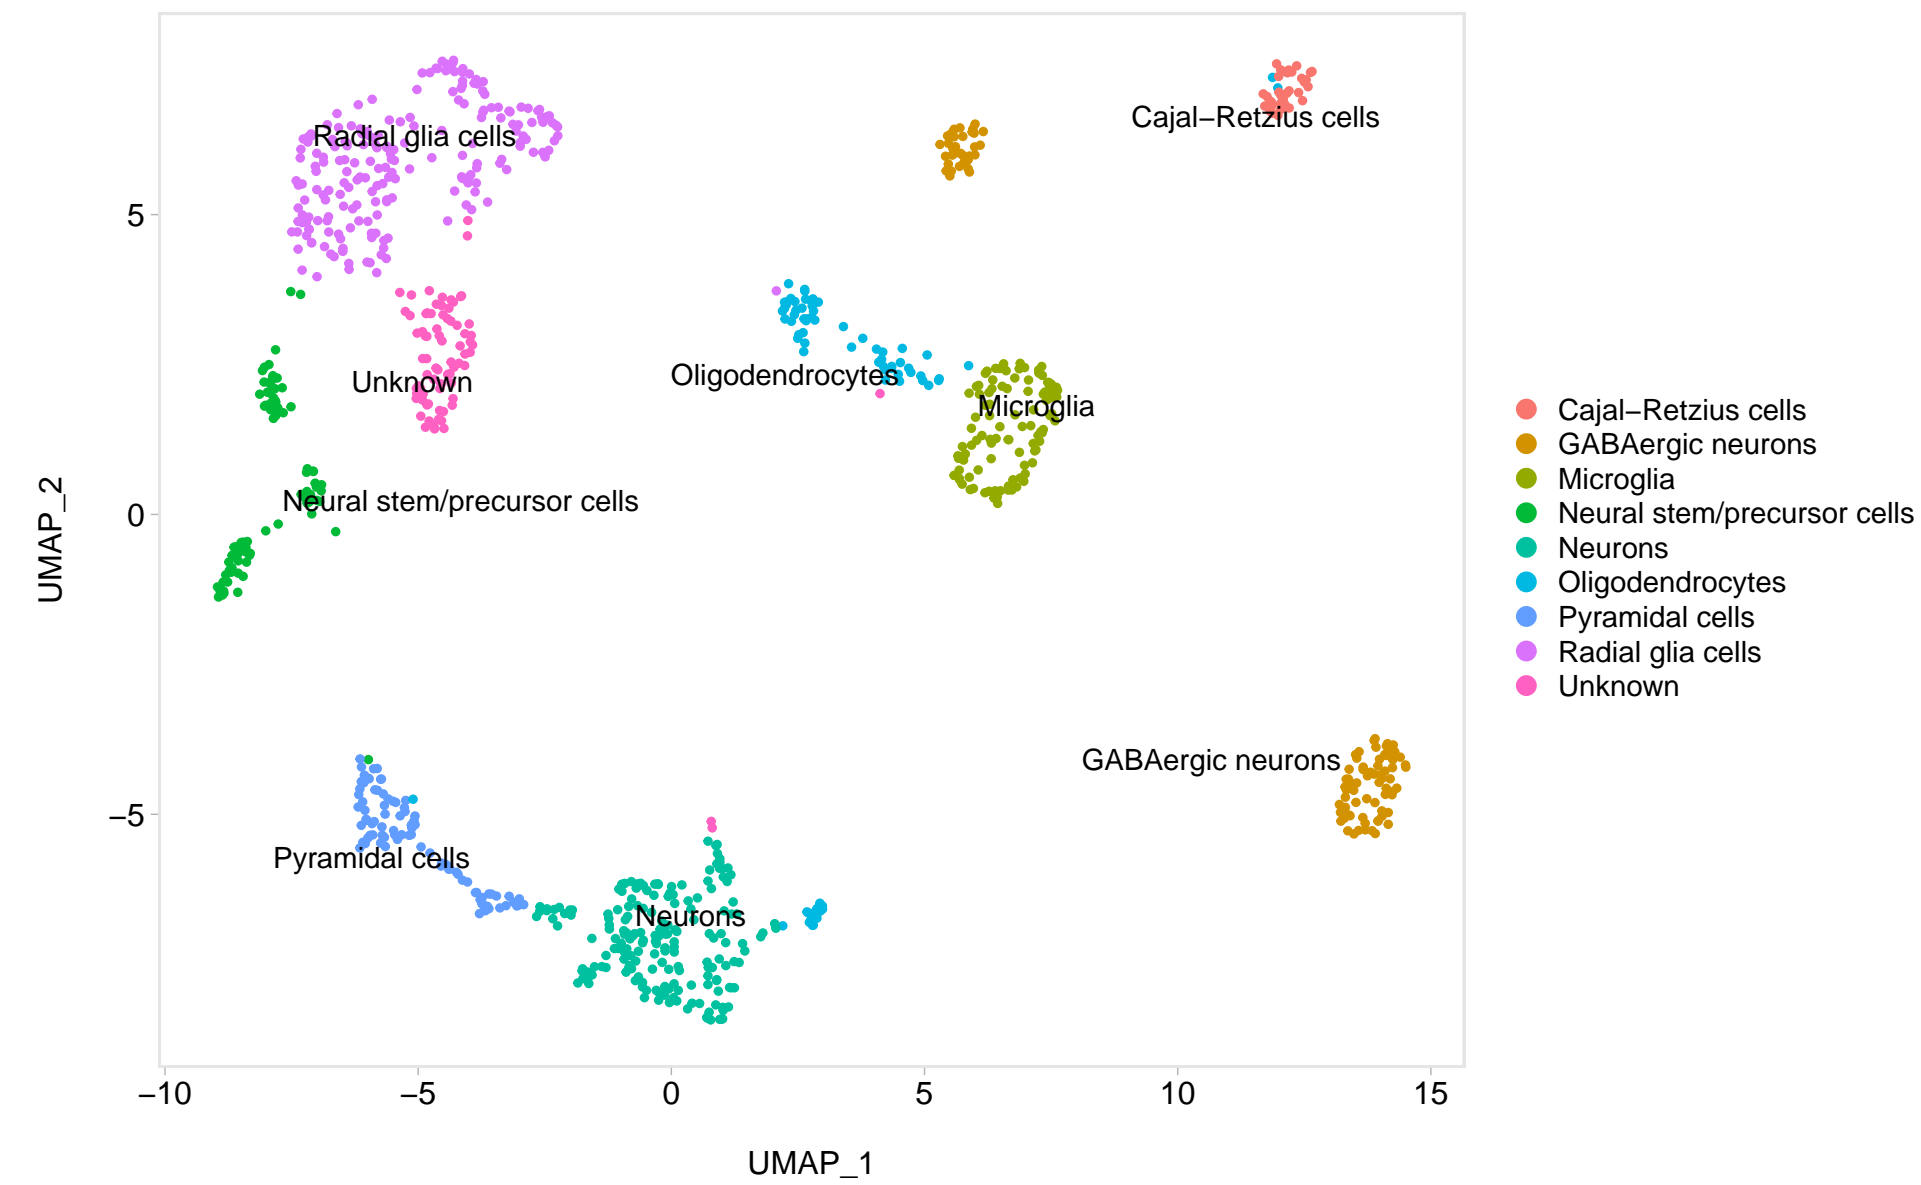 Radial glia cells
Cajal−Retzius cells
5
Unknown
Oligodendrocytes
Microglia
Cajal−Retzius cells
GABAergic neurons
Microglia
Neural stem/precursor cells
Neurons
Oligodendrocytes
Pyramidal cells
Radial glia cells
Unknown
Neural stem/precursor cells
0
UMAP_2
GABAergic neurons
−5
Pyramidal cells
Neurons
−10
−5
0
5
10
15
UMAP_1